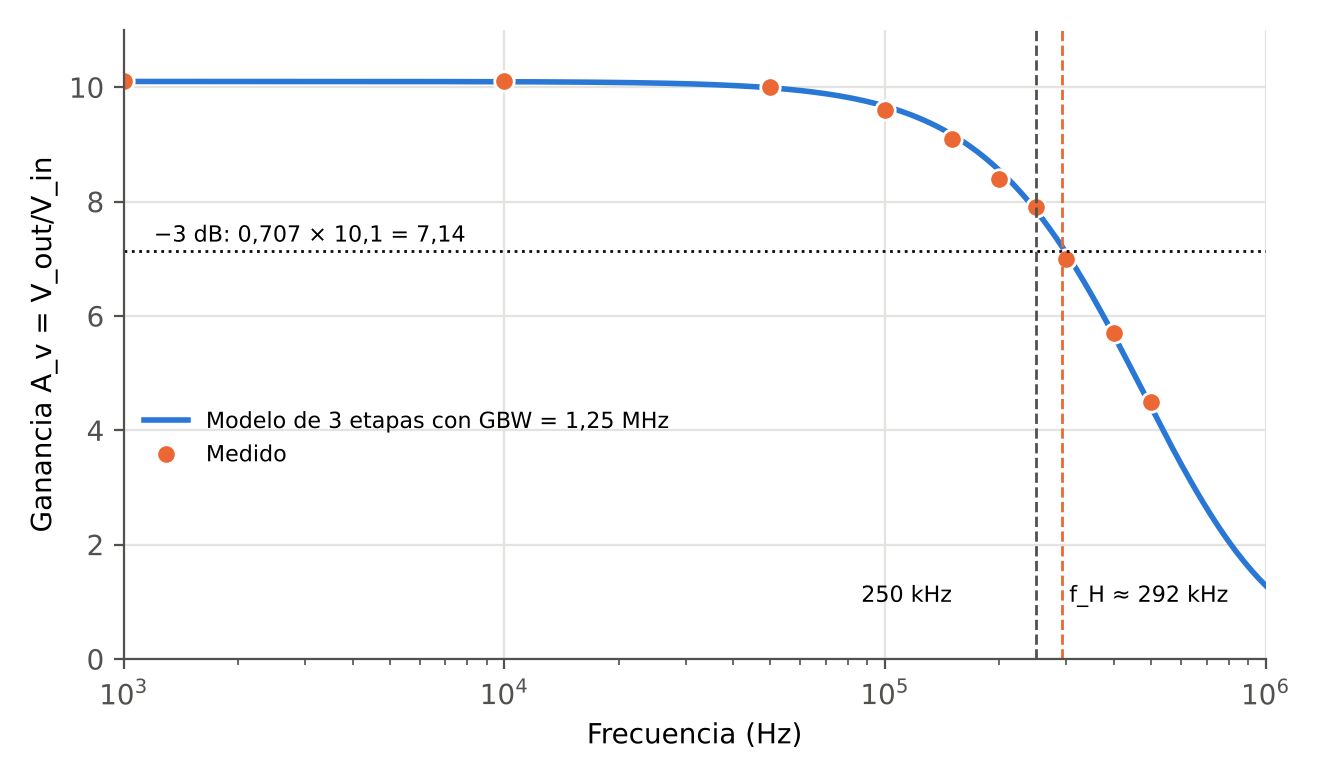 Ganancia A_v = V_out/V_in
10
8
6
4
2
0
−3 dB: 0,707 × 10,1 = 7,14
Modelo de 3 etapas con GBW = 1,25 MHz
Medido
250 kHz
f_H ≈ 292 kHz
10³
10⁴
10⁵
10⁶
Frecuencia (Hz)